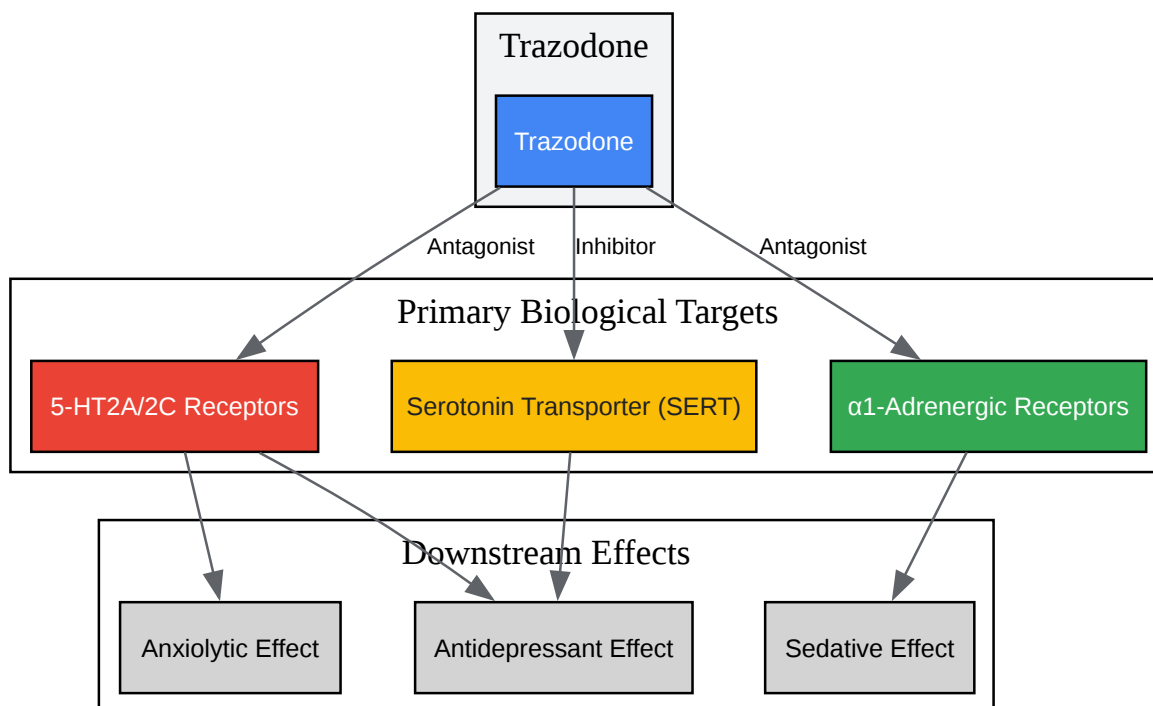 Trazodone
Trazodone
Antagonist
Inhibitor
Antagonist
Primary Biological Targets
5-HT2A/2C Receptors
Serotonin Transporter (SERT)
α1-Adrenergic Receptors
Downstream Effects
Anxiolytic Effect
Antidepressant Effect
Sedative Effect